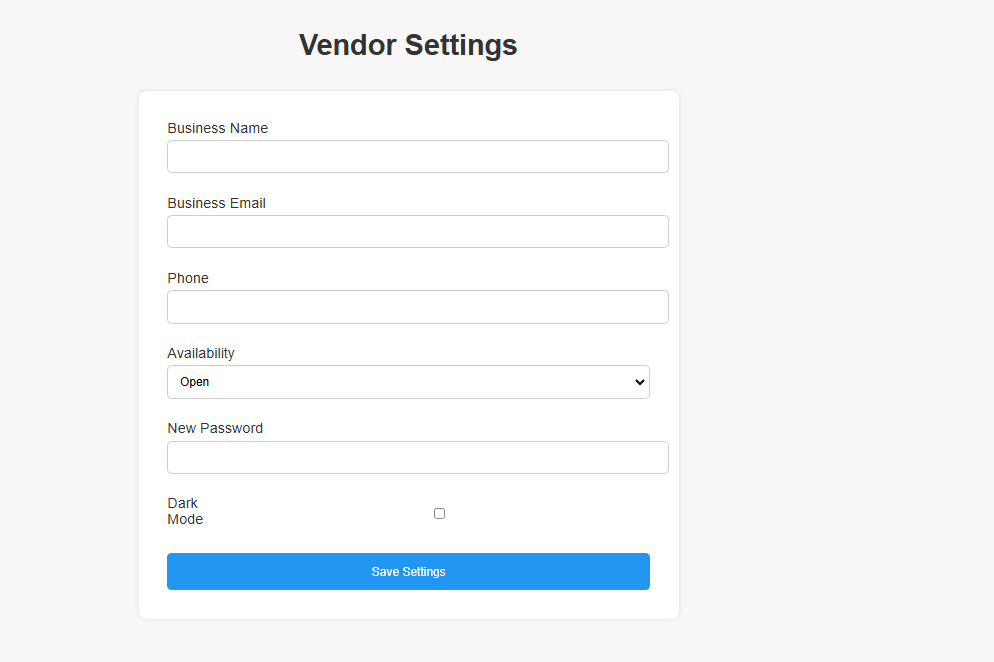 Vendor Settings
Business Name
Business Email
Phone
Availability
Open
New Password
Dark
Mode
Save Settings